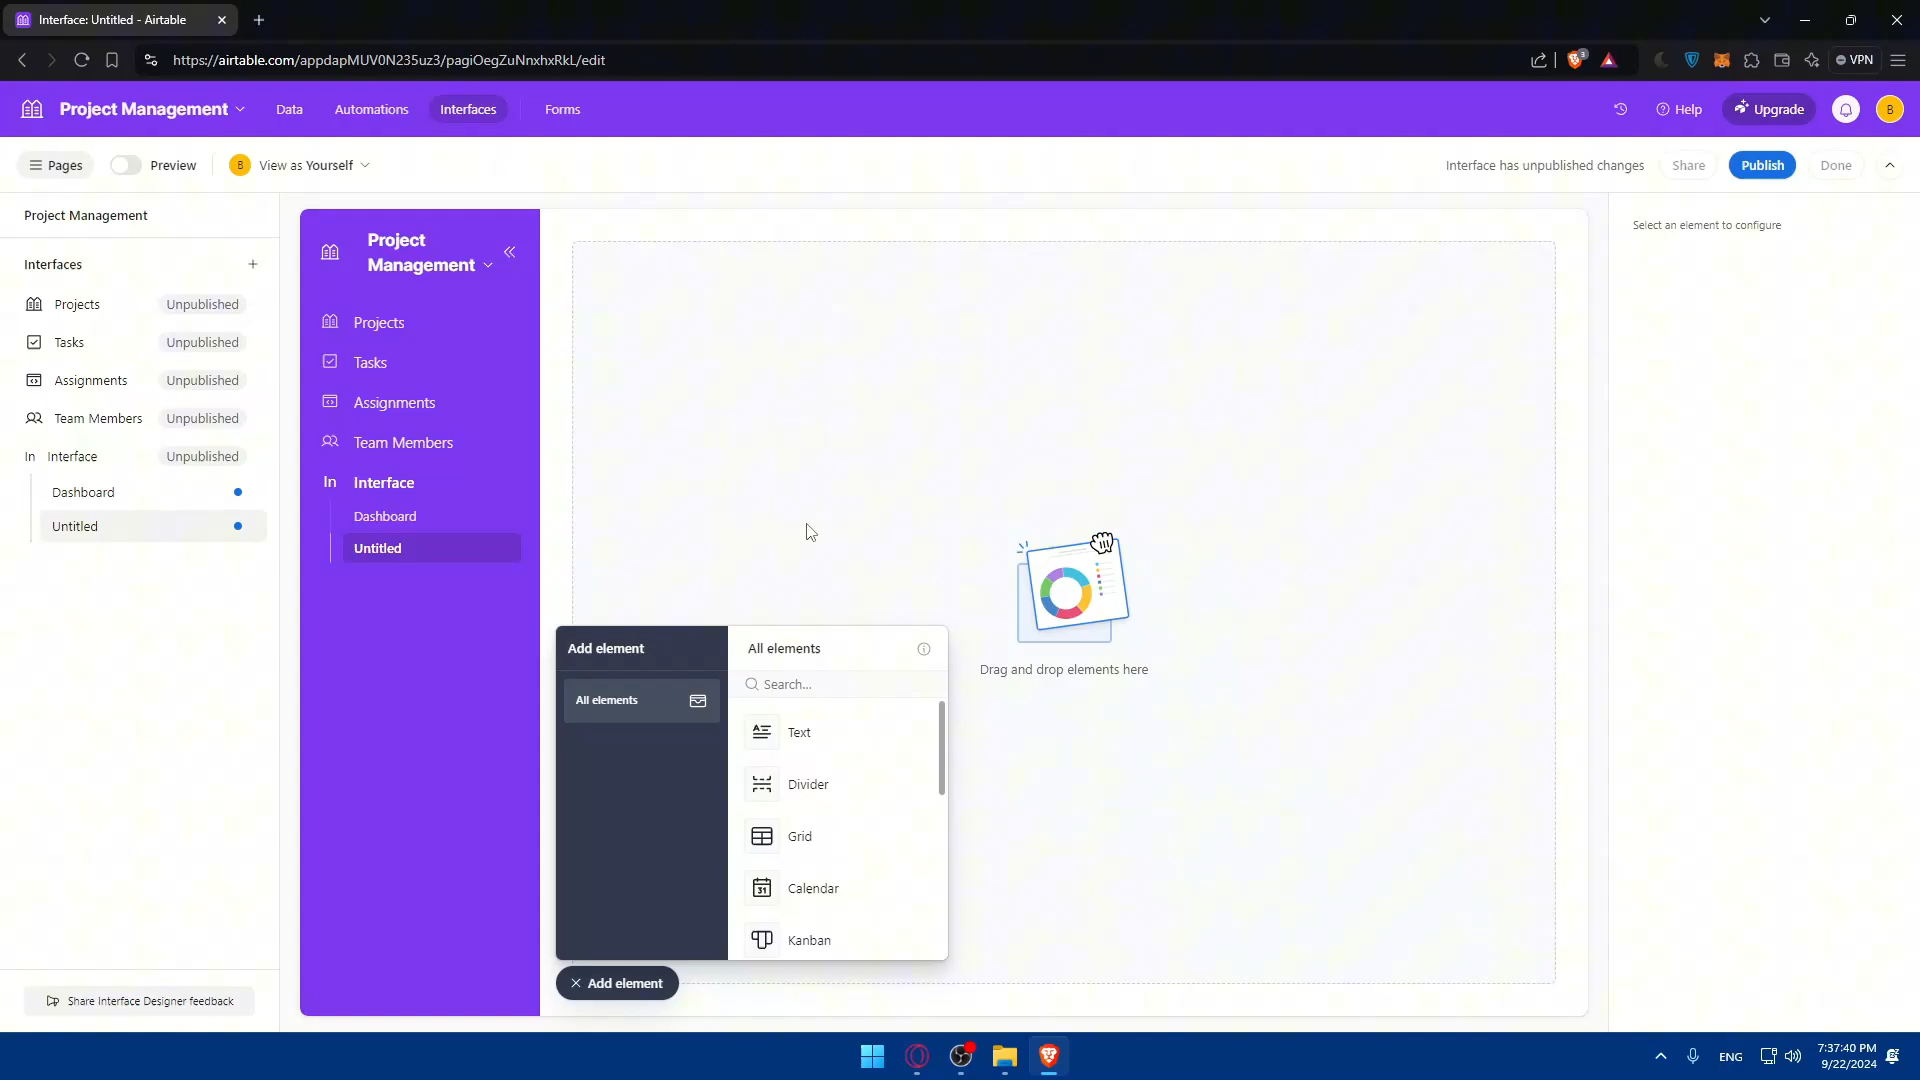 Interface: Untitled - Airtable
https://airtable.com/appdapMUV0N235uz3/pagiOegZuNnxhxRkL/edit
3
VPN
Project Management
Data
Automations
Interfaces
Forms
Help
Upgrade
B
Pages
Preview
B
View as Yourself
Interface has unpublished changes
Share
Publish
Done
Project Management
Interfaces
Projects
Unpublished
Tasks
Unpublished
Assignments
Unpublished
Team Members
Unpublished
In
Interface
Unpublished
Dashboard
Untitled
Share Interface Designer feedback
Project
Management
Projects
Tasks
Assignments
Team Members
In
Interface
Dashboard
Untitled
Drag and drop elements here
Add element
All elements
All elements
Search...
Text
Divider
Grid
31
Calendar
Kanban
Add element
Select an element to configure
ENG
7:37:40 PM
9/22/2024